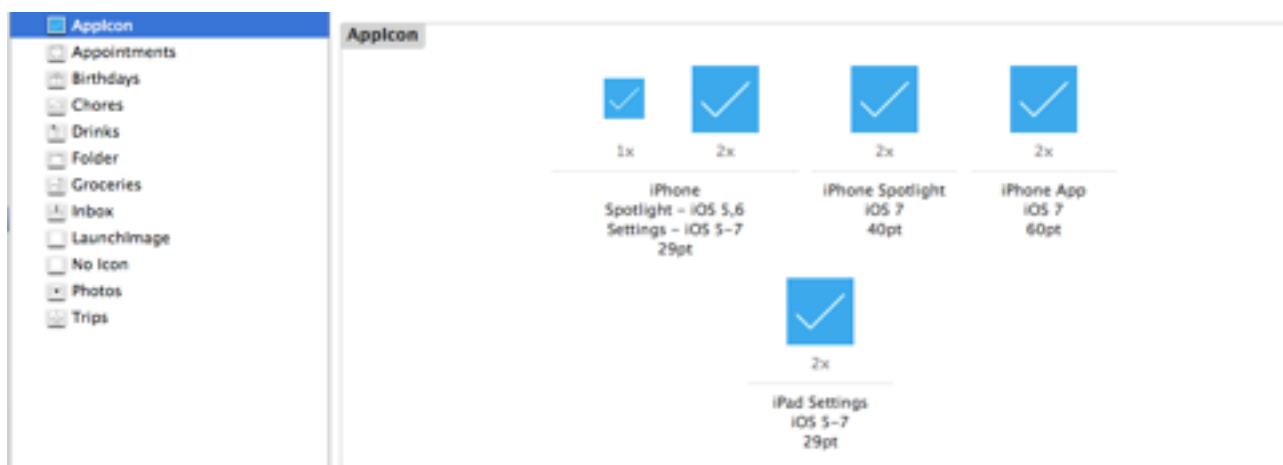 AppIcon
Appointments
Birthdays
Chores
Drinks
Folder
Groceries
Inbox
LaunchImage
No Icon
Photos
Trips
AppIcon
1x 2x 2x 2x
iPhone
Spotlight – iOS 5,6
Settings – iOS 5–7
29pt
iPhone Spotlight
iOS 7
40pt
iPhone App
iOS 7
60pt
2x
iPad Settings
iOS 5–7
29pt